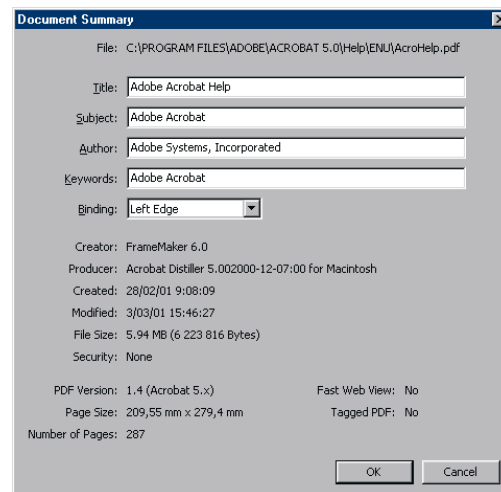 Document Summary
File: C:\PROGRAM FILES\ADOBE\ACROBAT 5.0\Help\ENU\AcroHelp.pdf
Title: Adobe Acrobat Help
Subject: Adobe Acrobat
Author: Adobe Systems, Incorporated
Keywords: Adobe Acrobat
Binding: Left Edge
Creator: FrameMaker 6.0
Producer: Acrobat Distiller 5.002000-12-07:00 for Macintosh
Created: 28/02/01 9:08:09
Modified: 3/03/01 15:46:27
File Size: 5.94 MB (6 223 816 Bytes)
Security: None
PDF Version: 1.4 (Acrobat 5.x) Fast Web View: No
Page Size: 209,55 mm x 279,4 mm Tagged PDF: No
Number of Pages: 287
OK Cancel